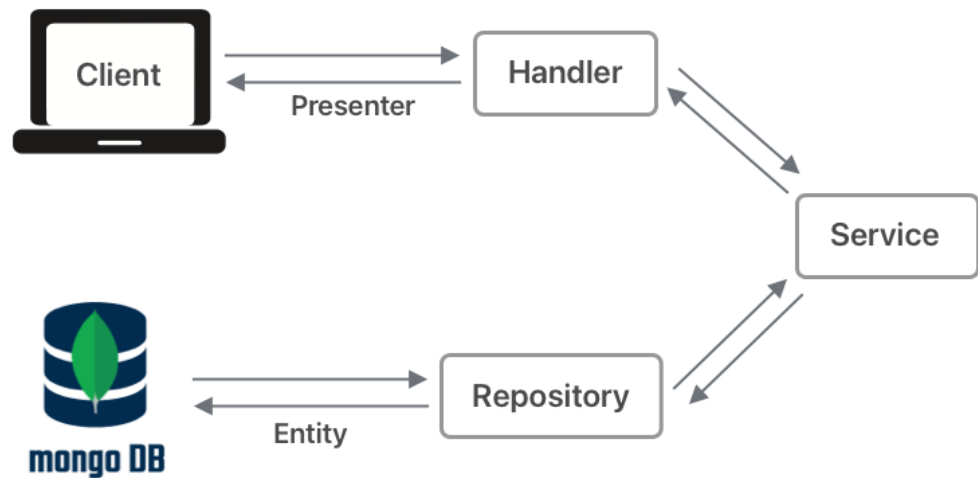 Client
Presenter
Handler
Service
Repository
Entity
mongo DB